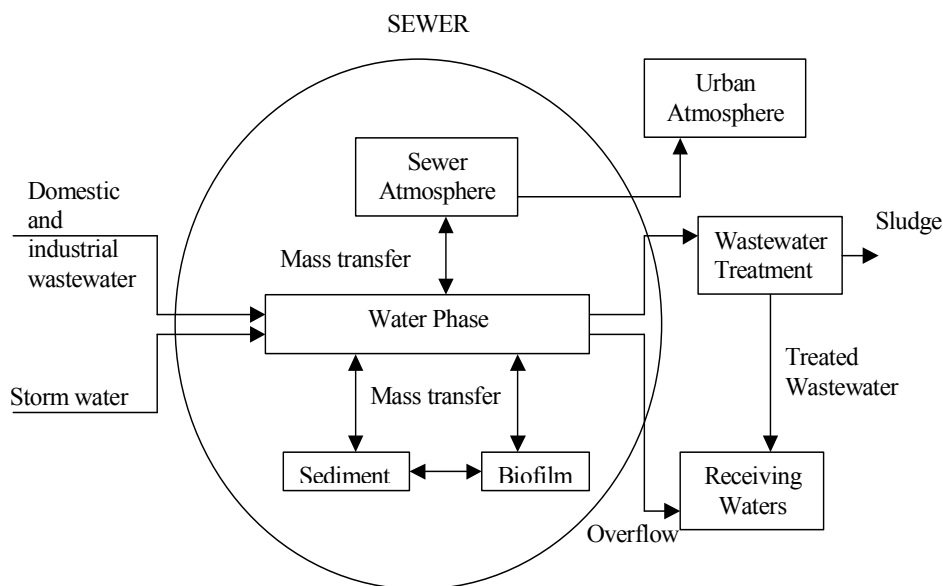 SEWER
Urban
Atmosphere
Sewer
Atmosphere
Domestic
and
industrial
wastewater
Sludge
Wastewater
Treatment
Mass transfer
Water Phase
Treated
Wastewater
Storm water
Mass transfer
Sediment
Biofilm
Receiving
Waters
Overflow